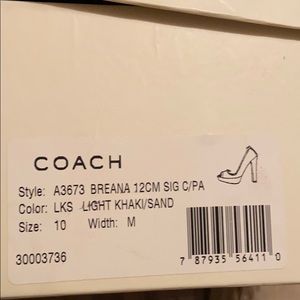 COACH
Style: A3673 BREANA 12CM SIG C/PA
Color: LKS LIGHT KHAKI/SAND
Size: 10 Width: M
30003736
7 87935 56411 0